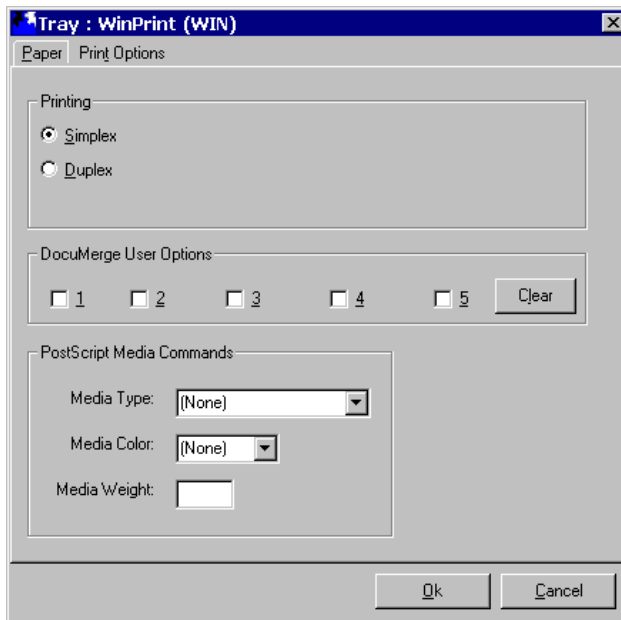 Tray : WinPrint (WIN)
Paper Print Options
Printing
Simplex
Duplex
DocuMerge User Options
1 2 3 4 5 Clear
PostScript Media Commands
Media Type: (None)
Media Color: (None)
Media Weight:
Ok Cancel